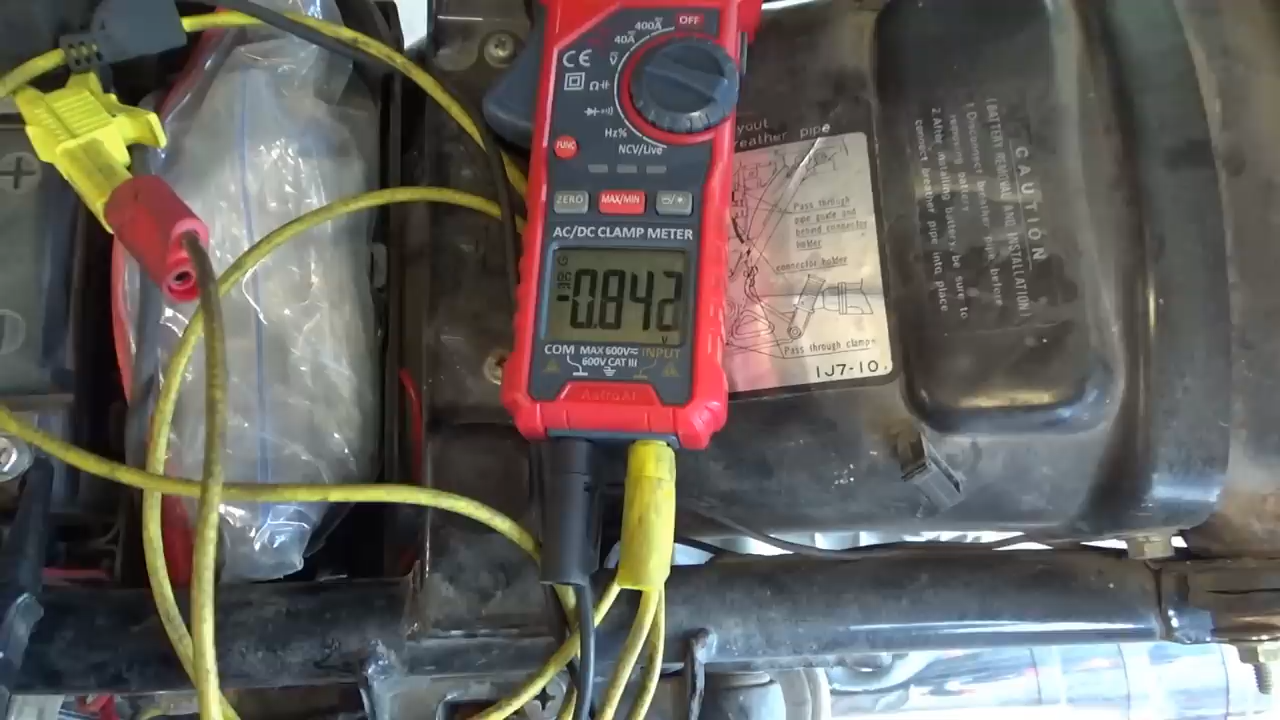 OFF
400A
40A
CE
Ω
Hz%
NCV/Live
FUNC
ZERO
MAX/MIN
AC/DC CLAMP METER
DC
-0.842
V
COM MAX 600V INPUT
600V CAT III
AstroAI
breather pipe
Pass through
pipe guide and
behind connector
holder
connector holder
Pass through clamp
1J7-10
CAUTION
(BATTERY REMOVAL AND INSTALLATION)
1 Disconnect breather pipe before
removing battery
2 After installing battery, be sure to
connect breather pipe into place